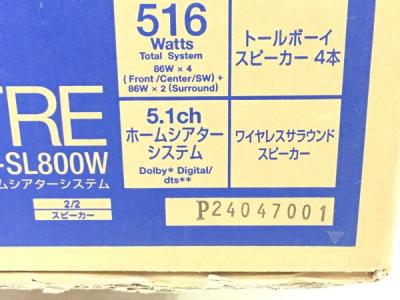 516
Watts
Total System
86W × 4
(Front /Center/SW) +
86W × 2 (Surround)
トールボーイ
スピーカー 4本
TRE
-SL800W
ームシアターシステム
5.1ch
ホームシアター
システム
Dolby* Digital/
dts**
ワイヤレスサラウンド
スピーカー
2/2
スピーカー
P24047001